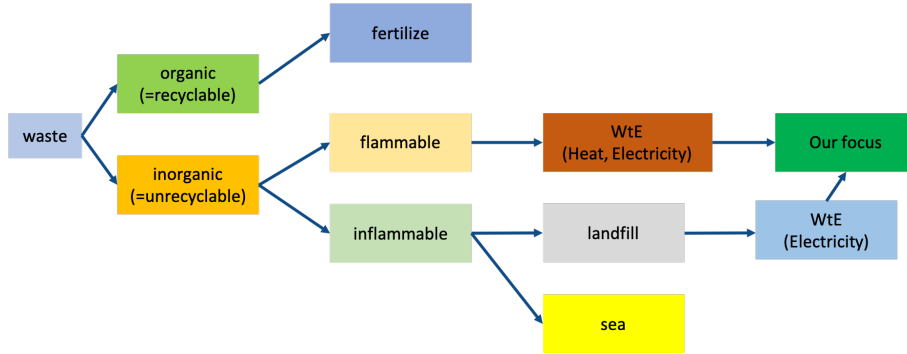 fertilize
organic
(=recyclable)
waste
flammable
WtE
(Heat, Electricity)
Our focus
inorganic
(=unrecyclable)
inflammable
landfill
WtE
(Electricity)
sea